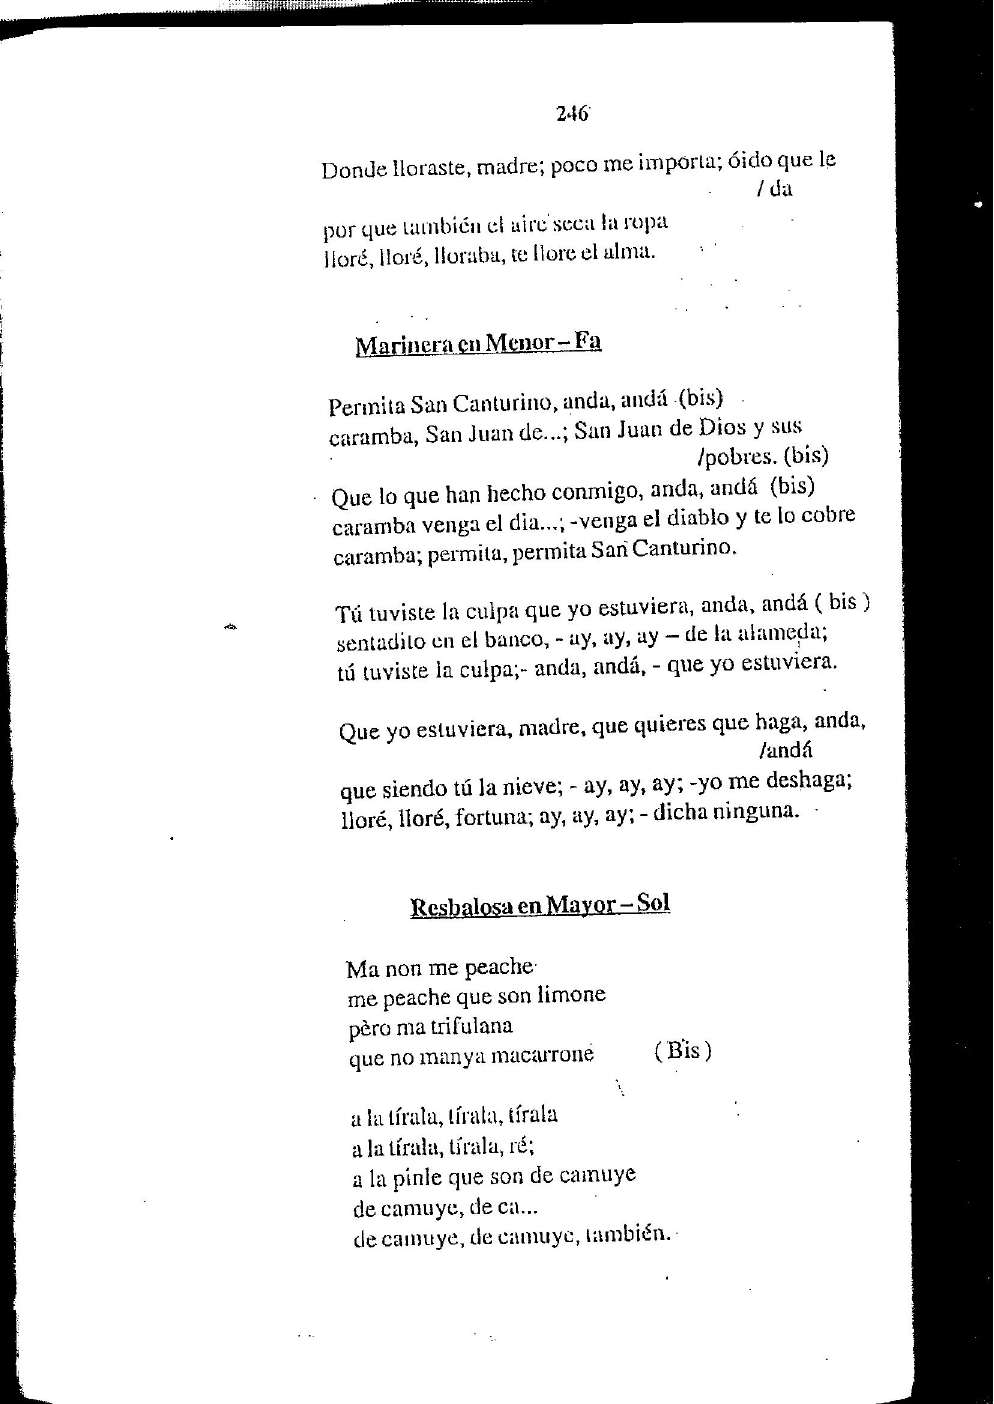 246
Donde lloraste, madre; poco me importa; óido que le
/ da
por que también el aire seca la ropa
lloré, lloré, lloraba, te llore el alma.
Marinera en Menor – Fa
Permita San Canturino, anda, andá (bis)
caramba, San Juan de...; San Juan de Dios y sus
/pobres. (bis)
Que lo que han hecho conmigo, anda, andá (bis)
caramba venga el dia...; -venga el diablo y te lo cobre
caramba; permita, permita San Canturino.
Tú tuviste la culpa que yo estuviera, anda, andá ( bis )
sentadito en el banco, - ay, ay, ay – de la alameda;
tú tuviste la culpa;- anda, andá, - que yo estuviera.
Que yo estuviera, madre, que quieres que haga, anda,
/andá
que siendo tú la nieve; - ay, ay, ay; -yo me deshaga;
lloré, lloré, fortuna; ay, ay, ay; - dicha ninguna.
Resbalosa en Mayor – Sol
Ma non me peache
me peache que son limone
pèro ma trifulana
que no manya macarrone ( Bis )
a la tírala, tírala, tírala
a la tírala, tírala, ré;
a la pinle que son de camuye
de camuye, de ca...
de camuye, de camuye, también.